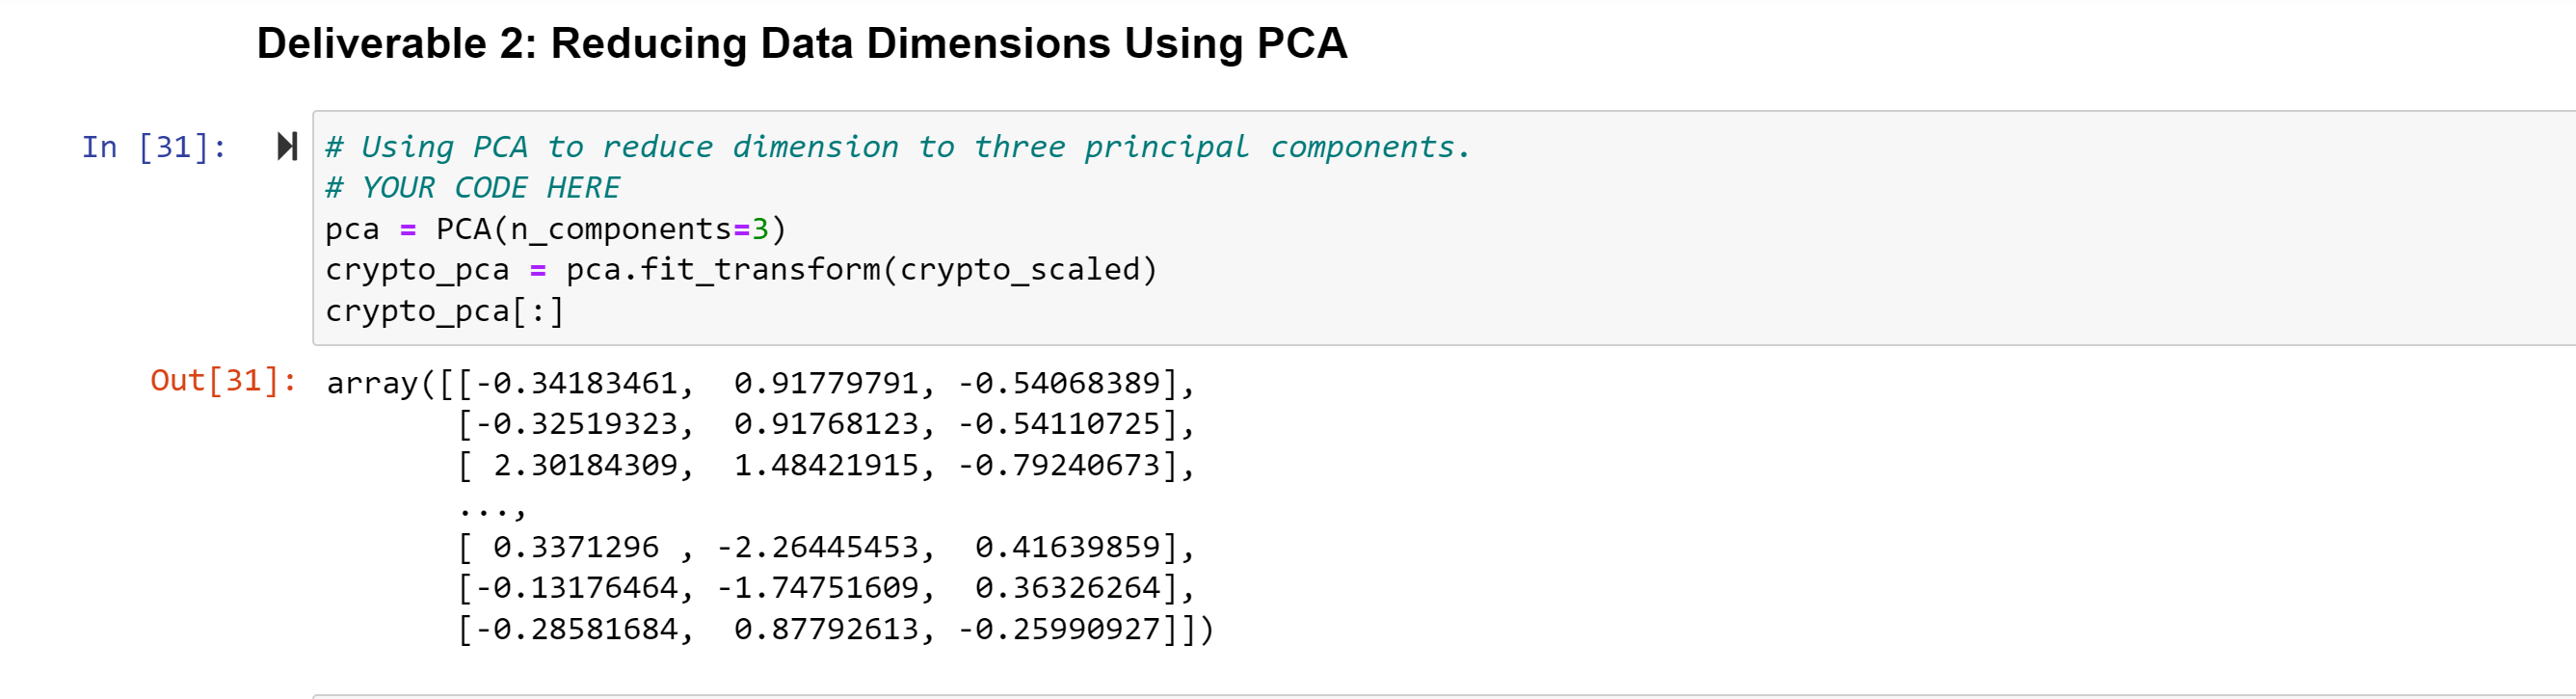 Deliverable 2: Reducing Data Dimensions Using PCA
In [31]:
# Using PCA to reduce dimension to three principal components.
# YOUR CODE HERE
pca = PCA(n_components=3)
crypto_pca = pca.fit_transform(crypto_scaled)
crypto_pca[:]
Out[31]: array([[-0.34183461,  0.91779791, -0.54068389],
       [-0.32519323,  0.91768123, -0.54110725],
       [ 2.30184309,  1.48421915, -0.79240673],
       ...,
       [ 0.3371296 , -2.26445453,  0.41639859],
       [-0.13176464, -1.74751609,  0.36326264],
       [-0.28581684,  0.87792613, -0.25990927]])